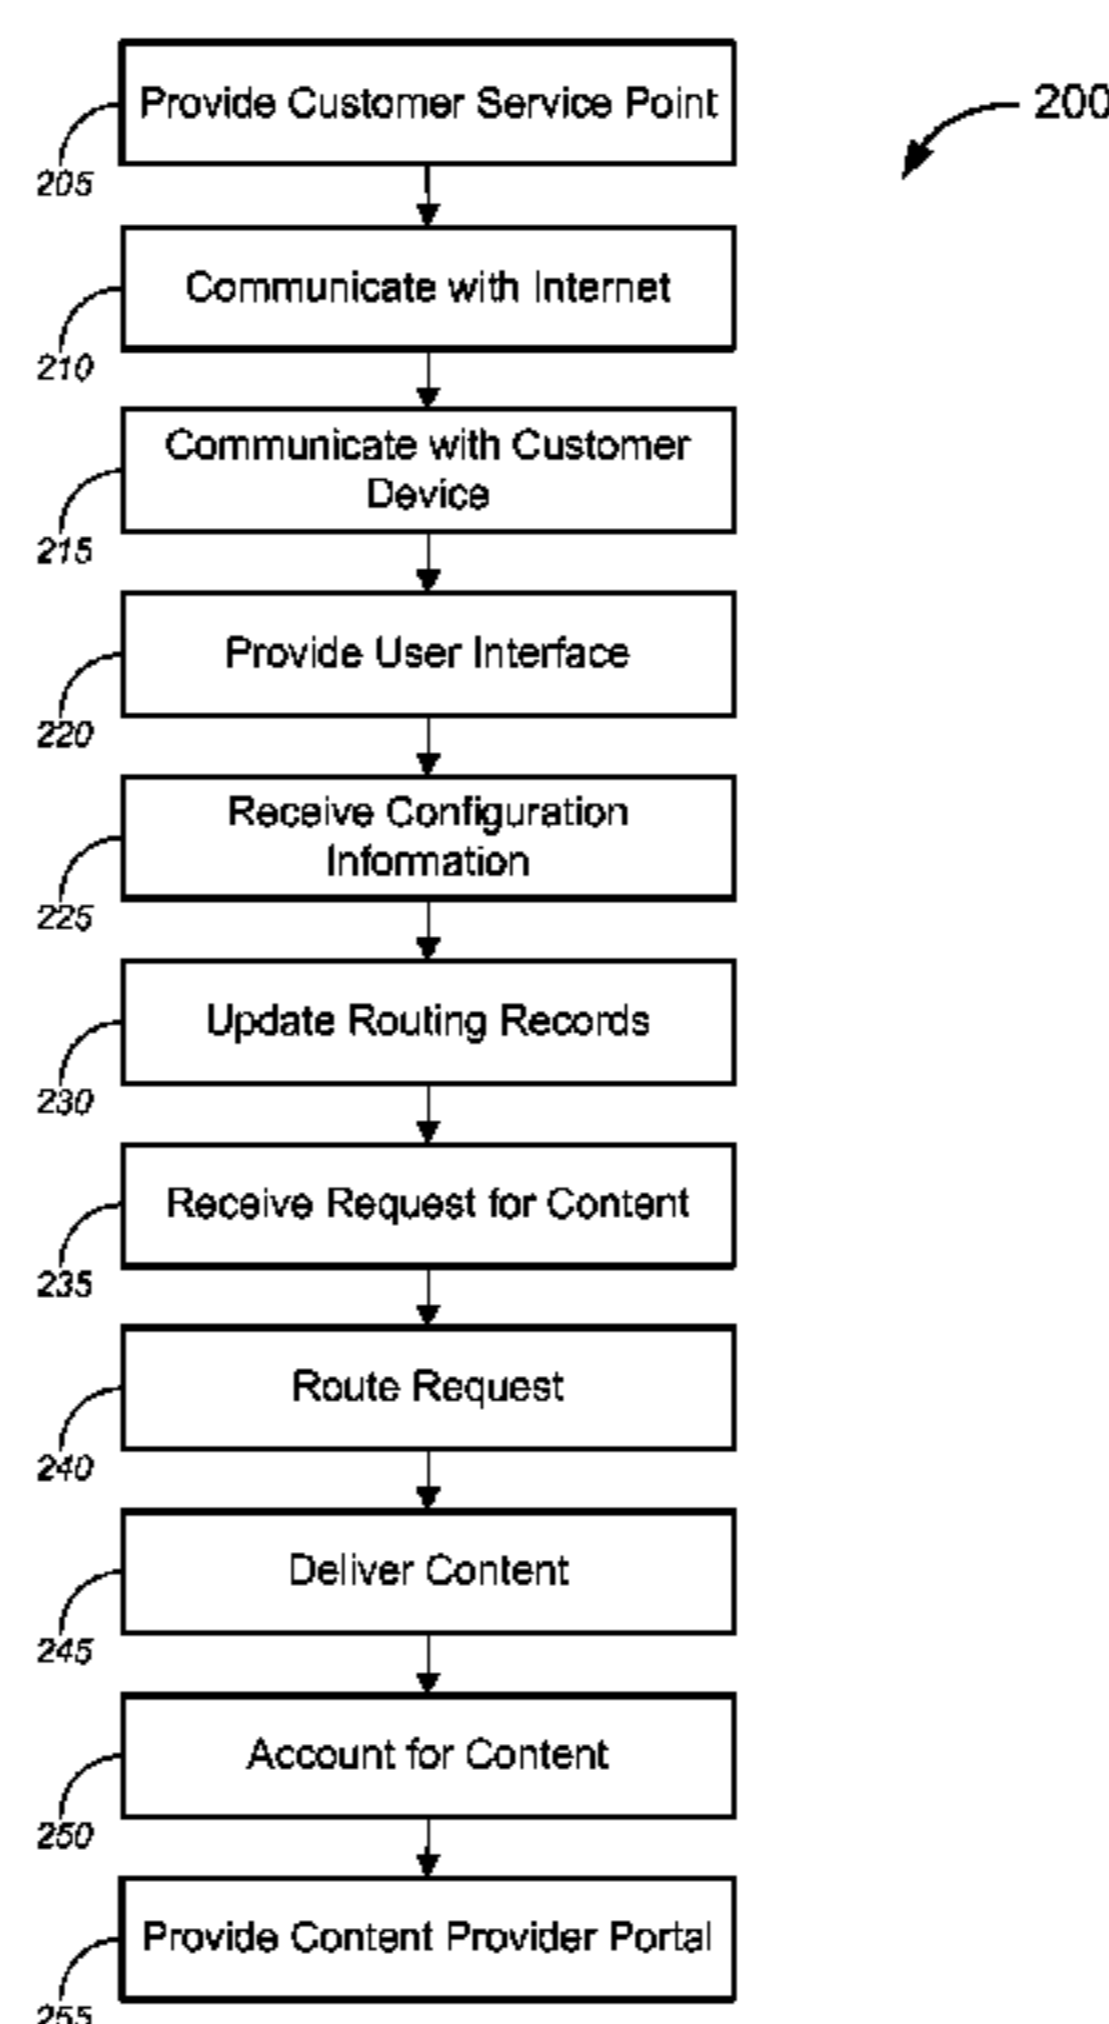 Provide Customer Service Point
200
205
Communicate with Internet
210
Communicate with Customer
Device
215
Provide User Interface
220
Receive Configuration
Information
225
Update Routing Records
230
Receive Request for Content
235
Route Request
240
Deliver Content
245
Account for Content
250
Provide Content Provider Portal
255